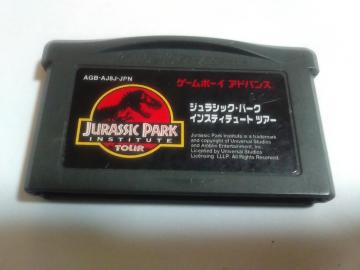 AGB-AJ8J-JPN
ゲームボーイ アドバンス
JURASSIC PARK
INSTITUTE
TOUR
ジュラシック・パーク
インスティテュート ツアー
Jurassic Park Institute is a trademark
and copyright of Universal Studios
and Amblin Entertainment, Inc.
Licensed by Universal Studios
Licensing LLLP. All Rights Reserved.